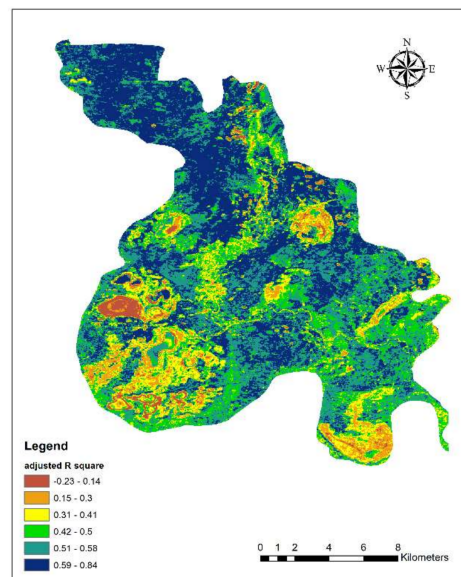 N
W E
S
Legend
adjusted R square
-0.23 - 0.14
0.15 - 0.3
0.31 - 0.41
0.42 - 0.5
0.51 - 0.58
0.59 - 0.84
0 1 2 4 6 8
Kilometers